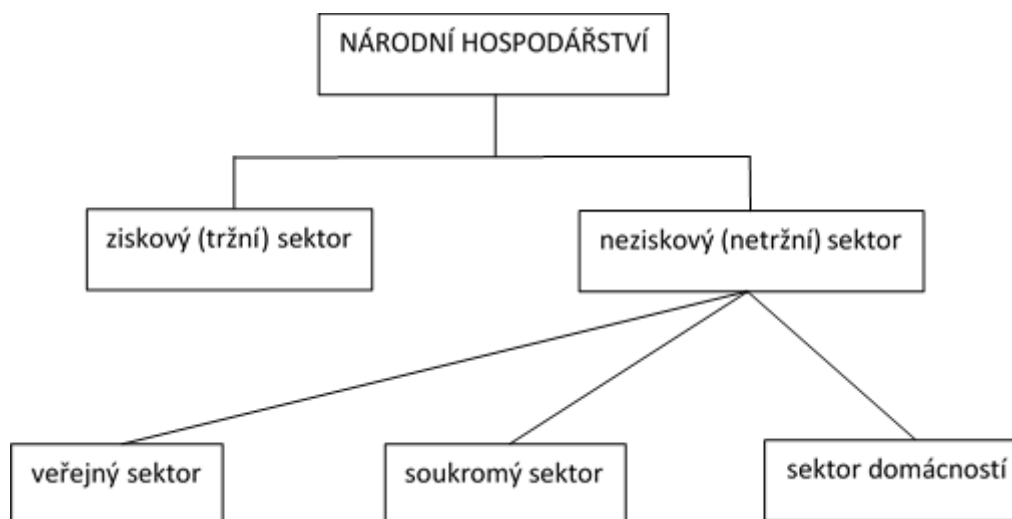 NÁRODNÍ HOSPODÁŘSTVÍ
ziskový (tržní) sektor
neziskový (netržní) sektor
veřejný sektor
soukromý sektor
sektor domácností